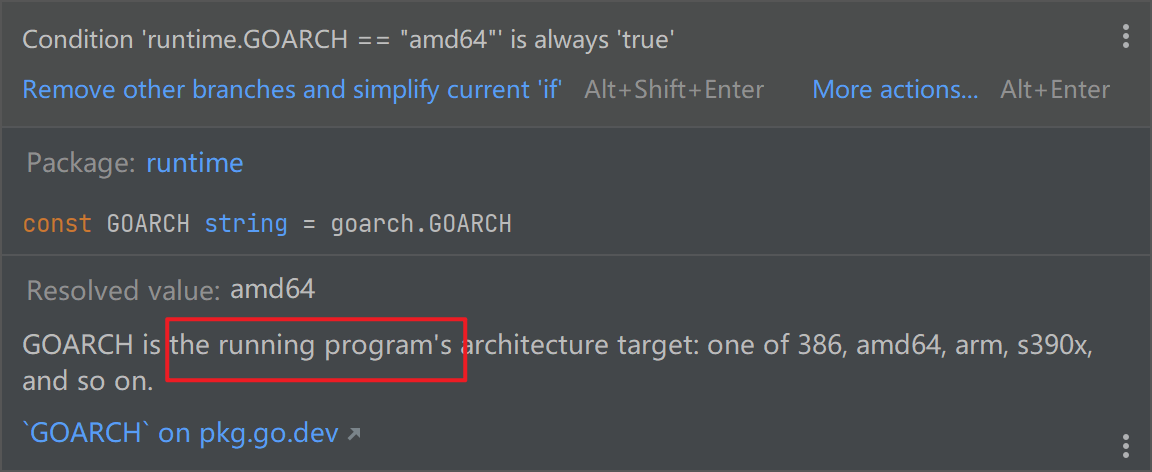 Condition 'runtime.GOARCH == "amd64"' is always 'true'
Remove other branches and simplify current 'if' Alt+Shift+Enter More actions... Alt+Enter
Package: runtime
const GOARCH string = goarch.GOARCH
Resolved value: amd64
GOARCH is the running program's architecture target: one of 386, amd64, arm, s390x,
and so on.
`GOARCH` on pkg.go.dev ↗